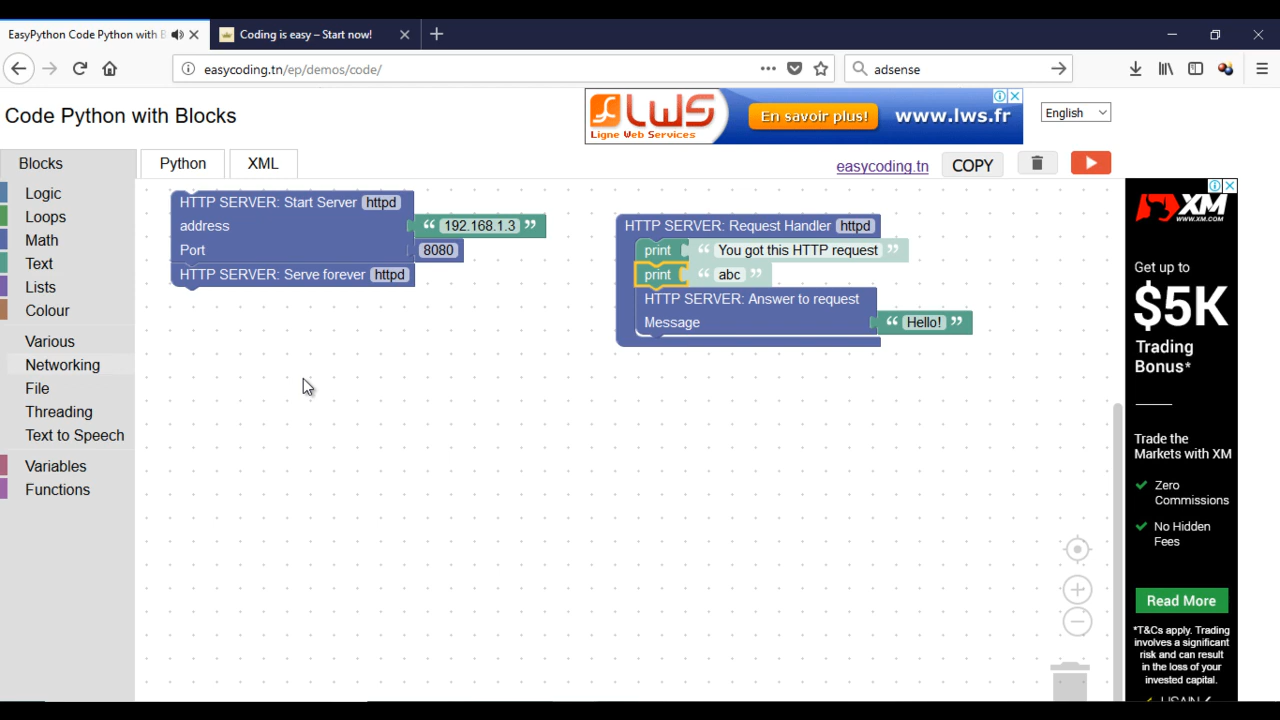 EasyPython Code Python with B
Coding is easy – Start now!
easycoding.tn/ep/demos/code/
adsense
Code Python with Blocks
LWS
Ligne Web Services
En savoir plus!
www.lws.fr
English
Blocks
Python
XML
easycoding.tn
COPY
Logic
Loops
Math
Text
Lists
Colour
Various
Networking
File
Threading
Text to Speech
Variables
Functions
HTTP SERVER: Start Server httpd
address “ 192.168.1.3 ”
Port 8080
HTTP SERVER: Serve forever httpd
HTTP SERVER: Request Handler httpd
print “ You got this HTTP request ”
print “ abc ”
HTTP SERVER: Answer to request
Message “ Hello! ”
XM
Get up to
$5K
Trading
Bonus*
Trade the
Markets with XM
Zero
Commissions
No Hidden
Fees
Read More
*T&Cs apply. Trading
involves a significant
risk and can result
in the loss of your
invested capital.